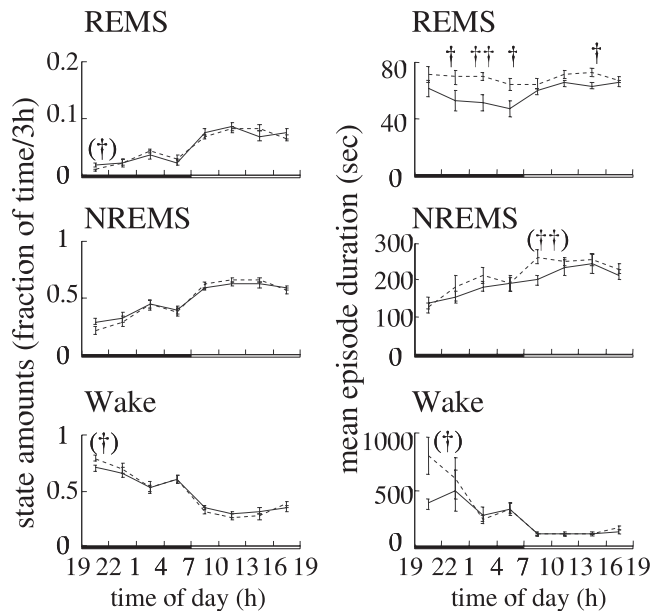 REMS
0.2
0.1
0
(†)
NREMS
1
0.5
0
Wake
1
0.5
0
(†)
19 22 1 4 7 10 13 16 19
time of day (h)
state amounts (fraction of time/3h)
REMS
† †† † †
80
40
0
NREMS
(††)
300
200
100
0
Wake
1000
500
0
(†)
19 22 1 4 7 10 13 16 19
time of day (h)
mean episode duration (sec)